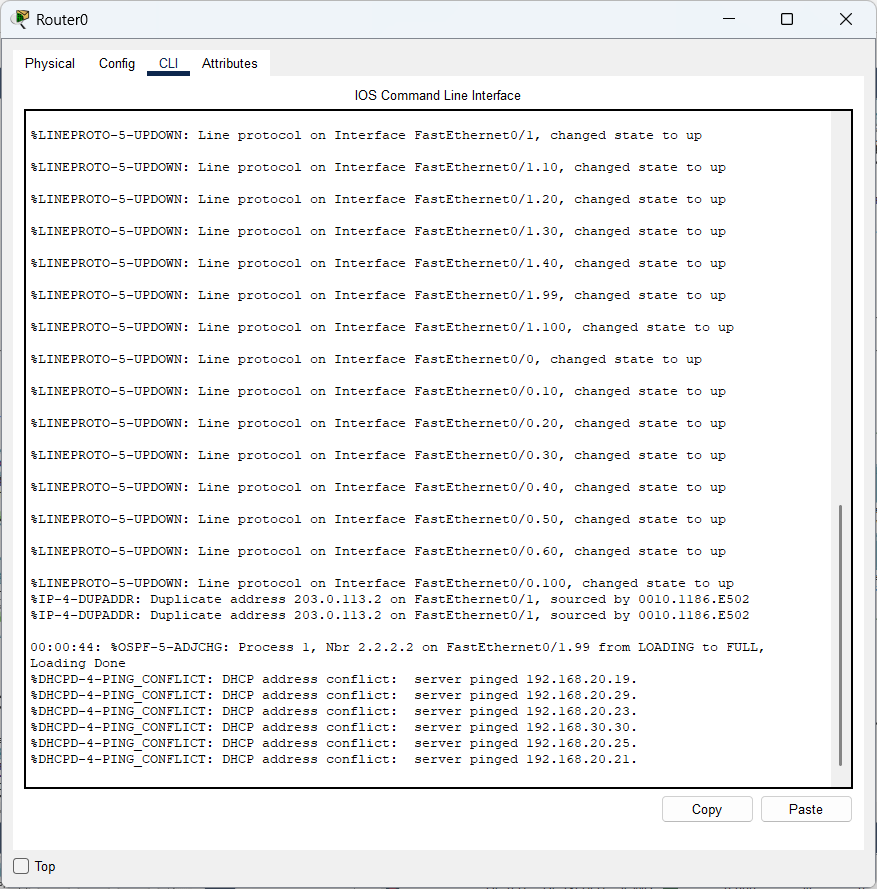 Router0
Physical Config CLI Attributes
IOS Command Line Interface
%LINEPROTO-5-UPDOWN: Line protocol on Interface FastEthernet0/1, changed state to up
%LINEPROTO-5-UPDOWN: Line protocol on Interface FastEthernet0/1.10, changed state to up
%LINEPROTO-5-UPDOWN: Line protocol on Interface FastEthernet0/1.20, changed state to up
%LINEPROTO-5-UPDOWN: Line protocol on Interface FastEthernet0/1.30, changed state to up
%LINEPROTO-5-UPDOWN: Line protocol on Interface FastEthernet0/1.40, changed state to up
%LINEPROTO-5-UPDOWN: Line protocol on Interface FastEthernet0/1.99, changed state to up
%LINEPROTO-5-UPDOWN: Line protocol on Interface FastEthernet0/1.100, changed state to up
%LINEPROTO-5-UPDOWN: Line protocol on Interface FastEthernet0/0, changed state to up
%LINEPROTO-5-UPDOWN: Line protocol on Interface FastEthernet0/0.10, changed state to up
%LINEPROTO-5-UPDOWN: Line protocol on Interface FastEthernet0/0.20, changed state to up
%LINEPROTO-5-UPDOWN: Line protocol on Interface FastEthernet0/0.30, changed state to up
%LINEPROTO-5-UPDOWN: Line protocol on Interface FastEthernet0/0.40, changed state to up
%LINEPROTO-5-UPDOWN: Line protocol on Interface FastEthernet0/0.50, changed state to up
%LINEPROTO-5-UPDOWN: Line protocol on Interface FastEthernet0/0.60, changed state to up
%LINEPROTO-5-UPDOWN: Line protocol on Interface FastEthernet0/0.100, changed state to up
%IP-4-DUPADDR: Duplicate address 203.0.113.2 on FastEthernet0/1, sourced by 0010.1186.E502
%IP-4-DUPADDR: Duplicate address 203.0.113.2 on FastEthernet0/1, sourced by 0010.1186.E502
00:00:44: %OSPF-5-ADJCHG: Process 1, Nbr 2.2.2.2 on FastEthernet0/1.99 from LOADING to FULL,
Loading Done
%DHCPD-4-PING_CONFLICT: DHCP address conflict:  server pinged 192.168.20.19.
%DHCPD-4-PING_CONFLICT: DHCP address conflict:  server pinged 192.168.20.29.
%DHCPD-4-PING_CONFLICT: DHCP address conflict:  server pinged 192.168.20.23.
%DHCPD-4-PING_CONFLICT: DHCP address conflict:  server pinged 192.168.30.30.
%DHCPD-4-PING_CONFLICT: DHCP address conflict:  server pinged 192.168.20.25.
%DHCPD-4-PING_CONFLICT: DHCP address conflict:  server pinged 192.168.20.21.
Copy Paste
Top